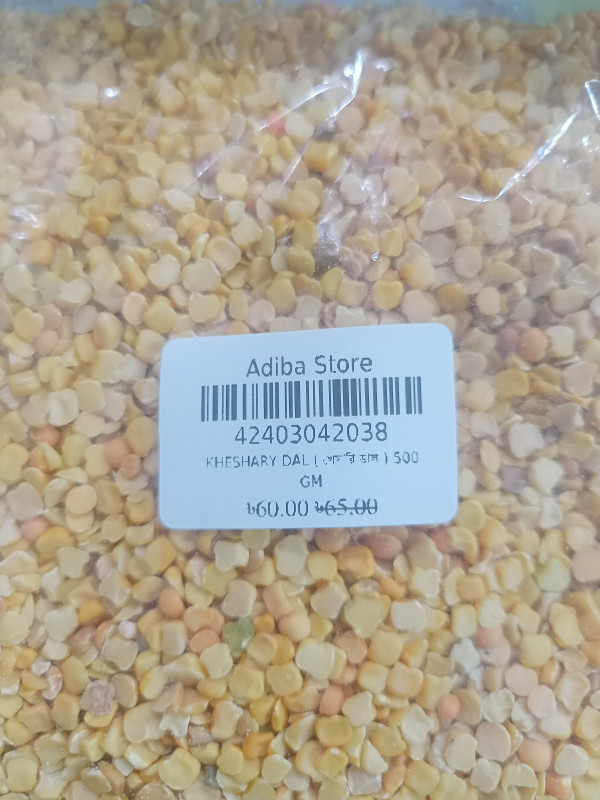 Adiba Store
42403042038
KHESHARY DAL ( ডাল ) 500
GM
৳60.00 ৳65.00